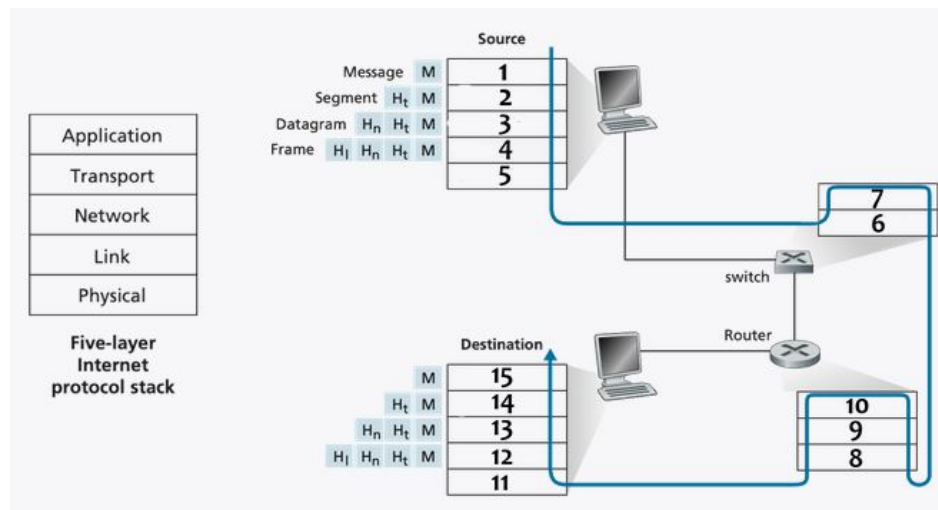 Source
Message M 1
Segment Ht M 2
Datagram Hn Ht M 3
Frame Hl Hn Ht M 4
5
Application
Transport
Network
Link
Physical
Five-layer
Internet
protocol stack
7
6
switch
Router
10
9
8
Destination
M 15
Ht M 14
Hn Ht M 13
Hl Hn Ht M 12
11